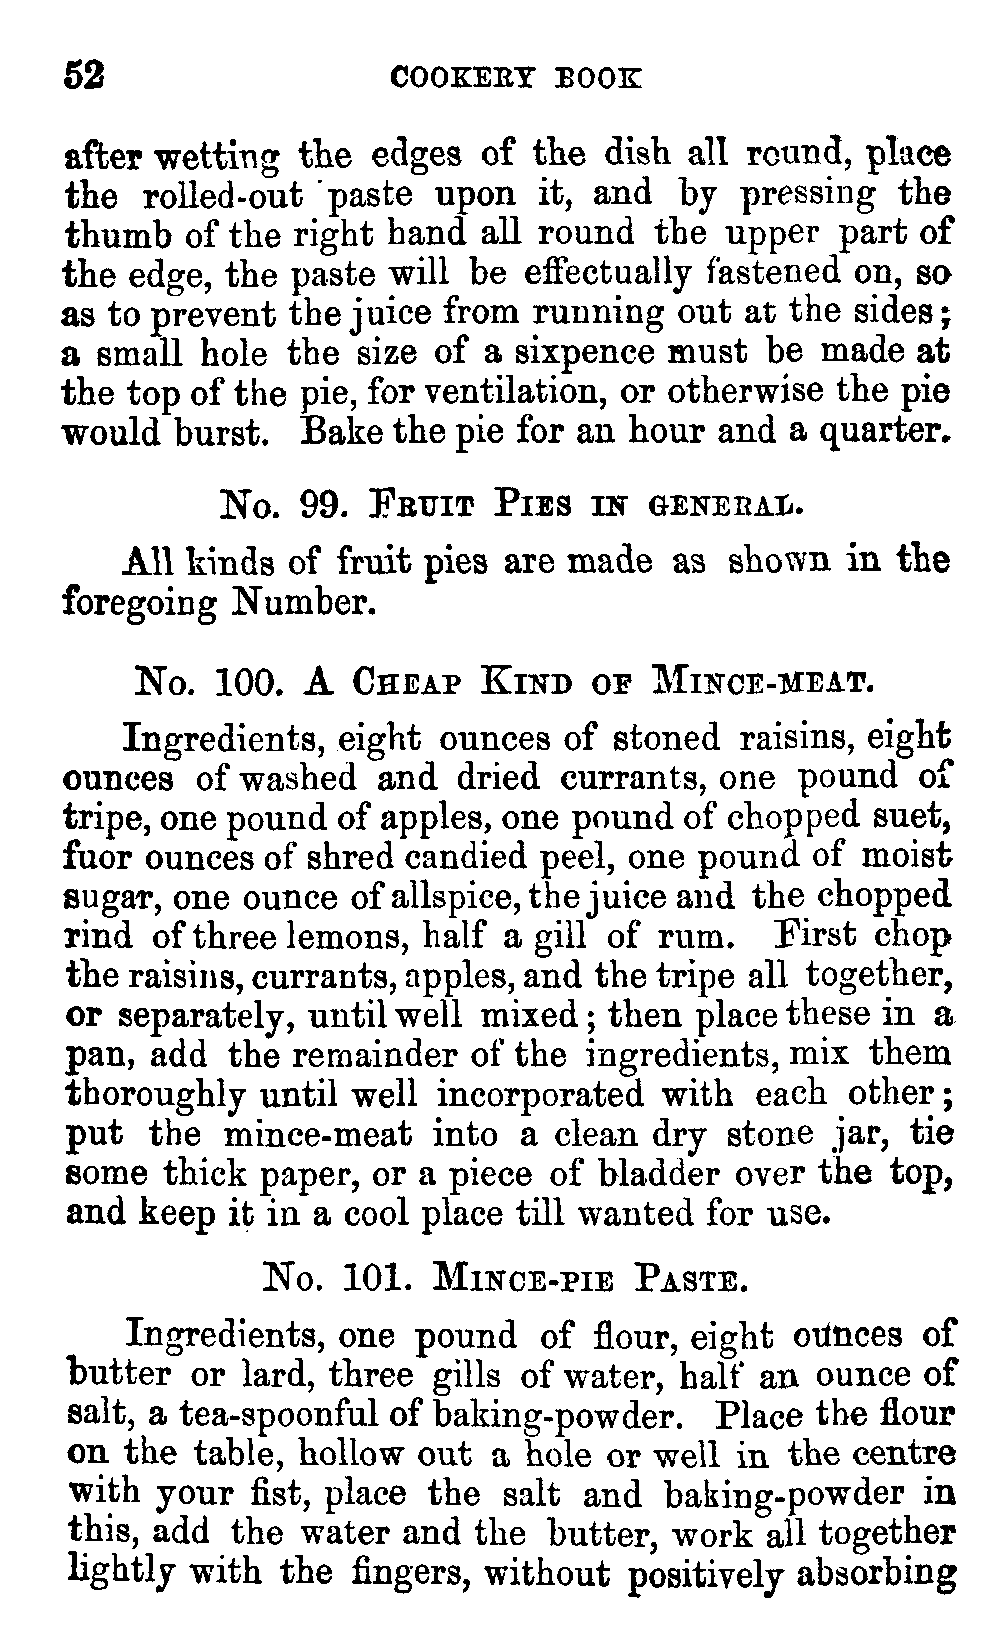 52 COOKERY BOOK
after wetting the edges of the dish all round, place
the rolled-out paste upon it, and by pressing the
thumb of the right hand all round the upper part of
the edge, the paste will be effectually fastened on, so
as to prevent the juice from running out at the sides;
a small hole the size of a sixpence must be made at
the top of the pie, for ventilation, or otherwise the pie
would burst. Bake the pie for an hour and a quarter.
No. 99. Fruit Pies in general.
All kinds of fruit pies are made as shown in the
foregoing Number.
No. 100. A Cheap Kind of Mince-meat.
Ingredients, eight ounces of stoned raisins, eight
ounces of washed and dried currants, one pound of
tripe, one pound of apples, one pound of chopped suet,
fuor ounces of shred candied peel, one pound of moist
sugar, one ounce of allspice, the juice and the chopped
rind of three lemons, half a gill of rum. First chop
the raisins, currants, apples, and the tripe all together,
or separately, until well mixed; then place these in a
pan, add the remainder of the ingredients, mix them
thoroughly until well incorporated with each other;
put the mince-meat into a clean dry stone jar, tie
some thick paper, or a piece of bladder over the top,
and keep it in a cool place till wanted for use.
No. 101. Mince-pie Paste.
Ingredients, one pound of flour, eight ounces of
butter or lard, three gills of water, half an ounce of
salt, a tea-spoonful of baking-powder. Place the flour
on the table, hollow out a hole or well in the centre
with your fist, place the salt and baking-powder in
this, add the water and the butter, work all together
lightly with the fingers, without positively absorbing